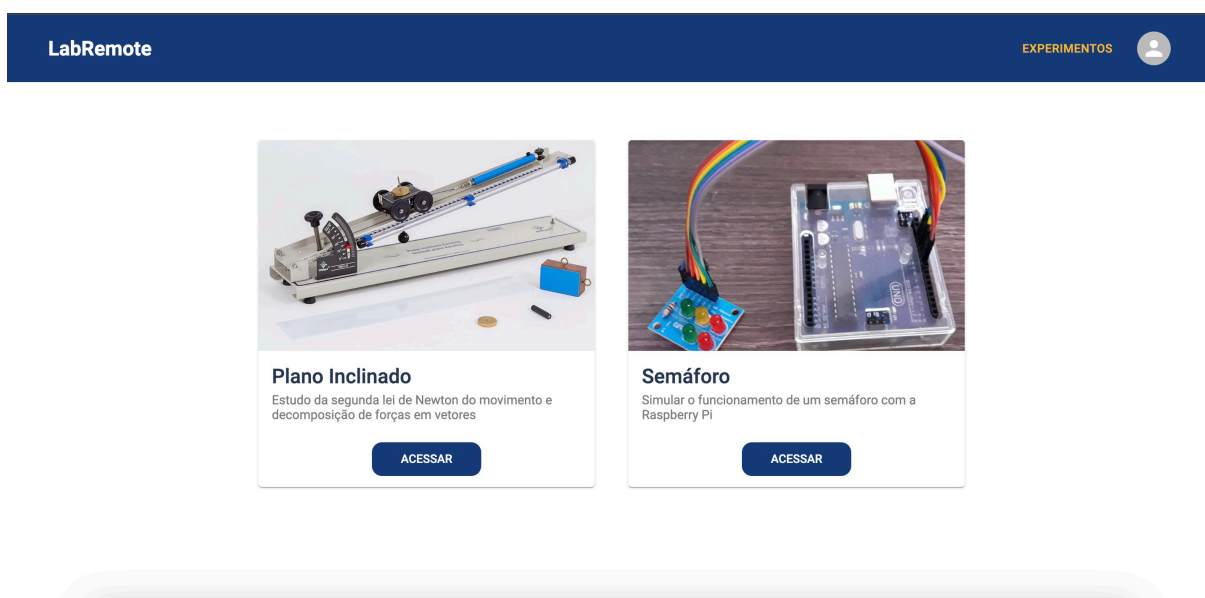 LabRemote
EXPERIMENTOS
UNO
Plano Inclinado
Estudo da segunda lei de Newton do movimento e
decomposição de forças em vetores
ACESSAR
Semáforo
Simular o funcionamento de um semáforo com a
Raspberry Pi
ACESSAR